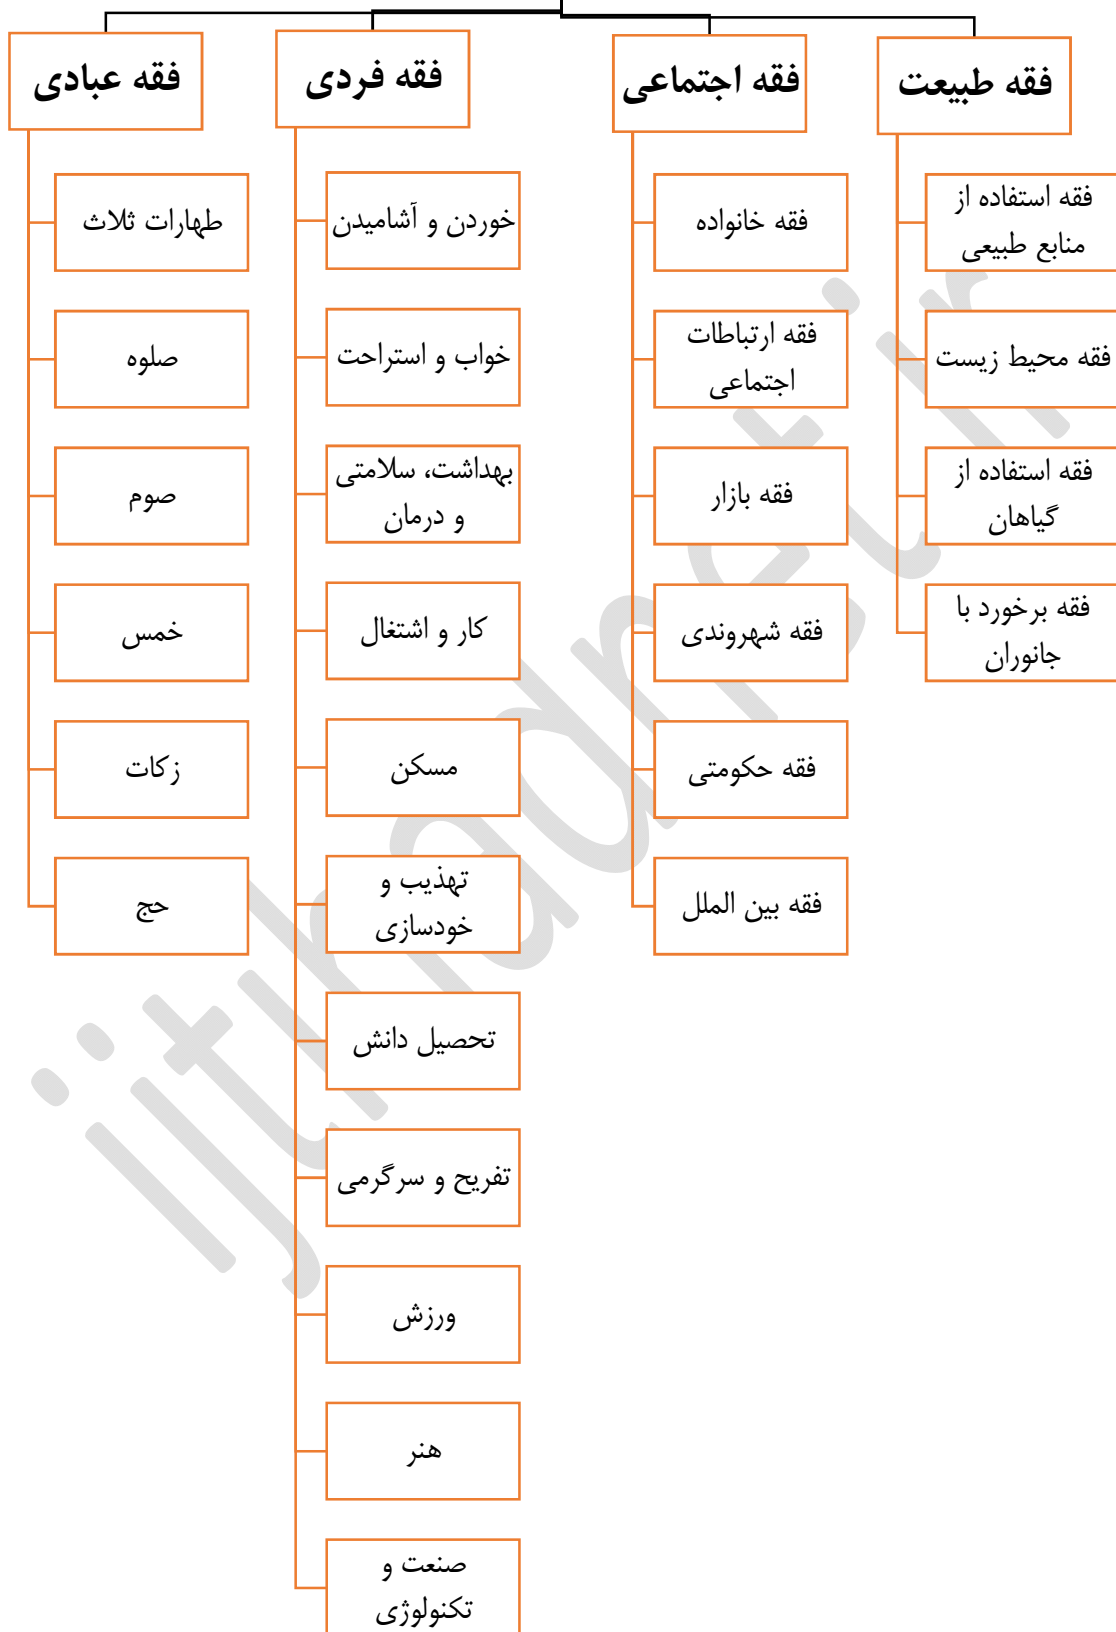 فقه طبیعت
فقه استفاده از
منابع طبیعی
فقه محیط زیست
فقه استفاده از
گیاهان
فقه برخورد با
جانوران
فقه اجتماعی
فقه خانواده
فقه ارتباطات
اجتماعی
فقه بازار
فقه شهروندی
فقه حکومتی
فقه بین الملل
فقه فردی
خوردن و آشامیدن
خواب و استراحت
بهداشت، سلامتی
و درمان
کار و اشتغال
مسکن
تهذیب و
خودسازی
تحصیل دانش
تفریح و سرگرمی
ورزش
هنر
صنعت و
تکنولوژی
فقه عبادی
طهارات ثلاث
صلوه
صوم
خمس
زکات
حج
ijtihadnet.ir